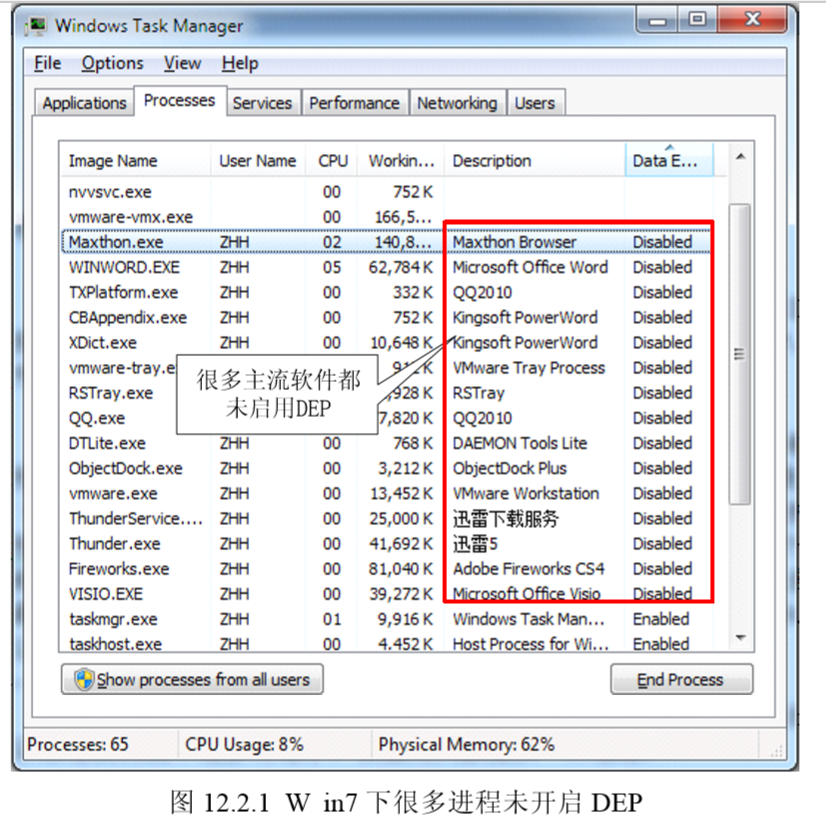 Windows Task Manager
File Options View Help
Applications Processes Services Performance Networking Users
Image Name User Name CPU Workin... Description Data E...
nvvsvc.exe 00 752 K
vmware-vmx.exe 00 166,5...
Maxthon.exe ZHH 02 140,8... Maxthon Browser Disabled
WINWORD.EXE ZHH 05 62,784 K Microsoft Office Word Disabled
TXPlatform.exe ZHH 00 332 K QQ2010 Disabled
CBAppendix.exe ZHH 00 752 K Kingsoft PowerWord Disabled
XDict.exe ZHH 00 10,648 K Kingsoft PowerWord Disabled
vmware-tray.e VMware Tray Process Disabled
RSTray.exe ,928 K RSTray Disabled
QQ.exe 7,820 K QQ2010 Disabled
很多主流软件都
未启用DEP
DTLite.exe ZHH 00 768 K DAEMON Tools Lite Disabled
ObjectDock.exe ZHH 00 3,212 K ObjectDock Plus Disabled
vmware.exe ZHH 00 13,452 K VMware Workstation Disabled
ThunderService.... ZHH 00 25,000 K 迅雷下载服务 Disabled
Thunder.exe ZHH 00 41,692 K 迅雷5 Disabled
Fireworks.exe ZHH 00 81,040 K Adobe Fireworks CS4 Disabled
VISIO.EXE ZHH 00 39,272 K Microsoft Office Visio Disabled
taskmgr.exe ZHH 01 9,916 K Windows Task Man... Enabled
taskhost.exe ZHH 00 4,452 K Host Process for Wi... Enabled
Show processes from all users End Process
Processes: 65 CPU Usage: 8% Physical Memory: 62%
图 12.2.1 W in7 下很多进程未开启 DEP